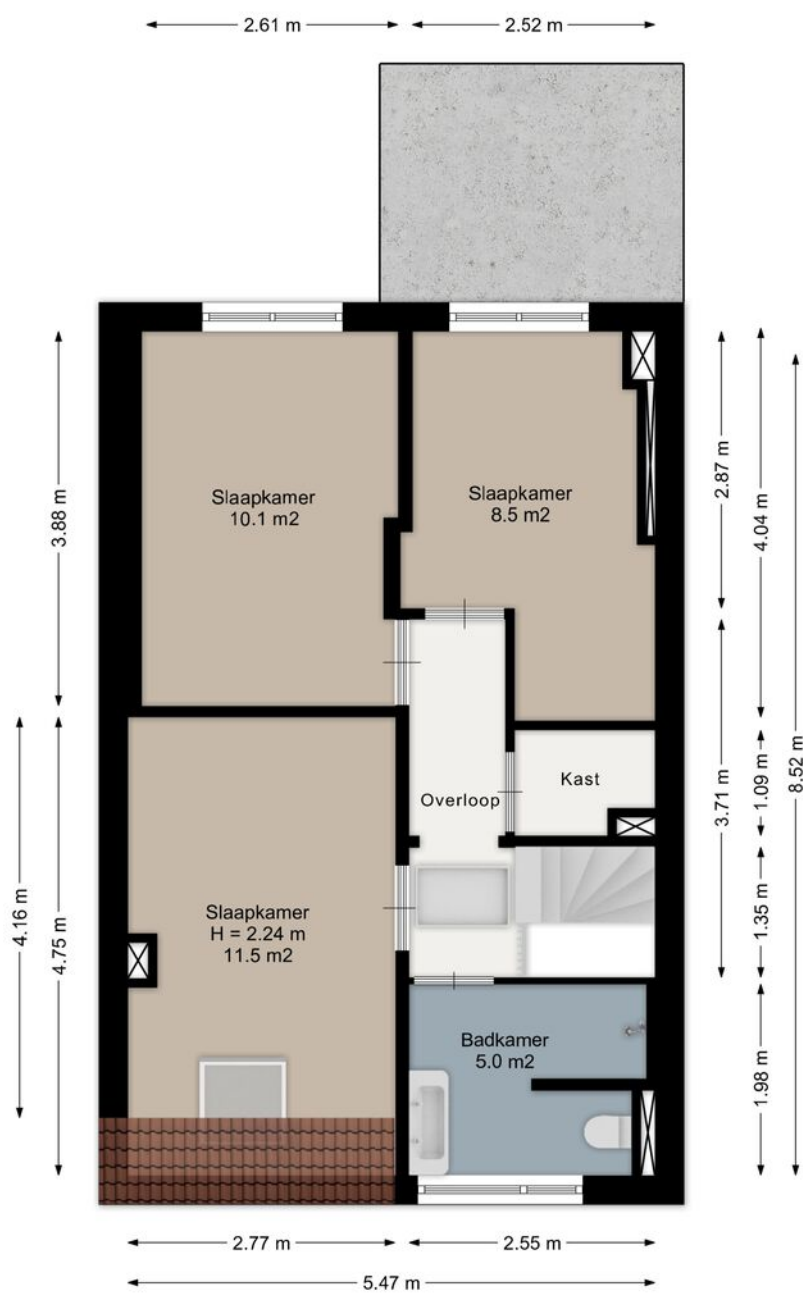 2.61 m
2.52 m
3.88 m
Slaapkamer
10.1 m2
Slaapkamer
8.5 m2
2.87 m
4.04 m
8.52 m
Overloop
Kast
3.71 m
1.09 m
4.16 m
4.75 m
Slaapkamer
H = 2.24 m
11.5 m2
1.35 m
Badkamer
5.0 m2
1.98 m
2.77 m
2.55 m
5.47 m